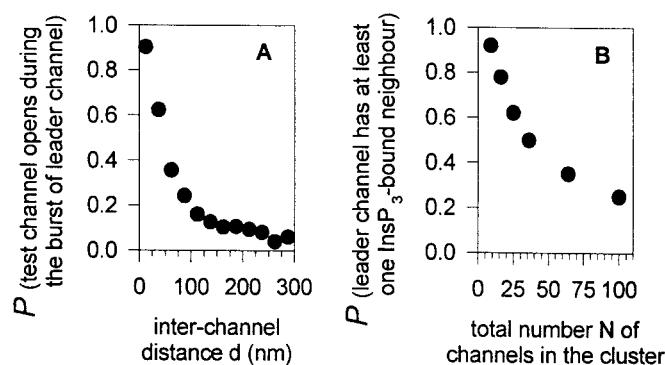 P (test channel opens during
the burst of leader channel)
1.0
0.8
0.6
0.4
0.2
0.0
A
0
100
200
300
inter-channel
distance d (nm)
P (leader channel has at least
one InsP3-bound neighbour)
1.0
0.8
0.6
0.4
0.2
0.0
B
0
25
50
75
100
total number N of
channels in the cluster